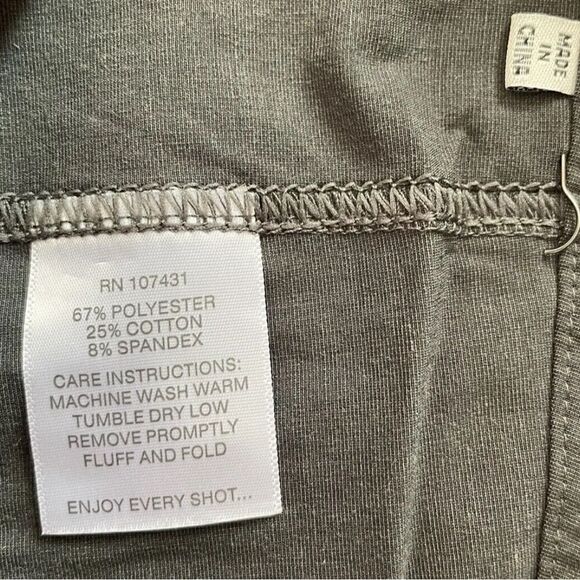 MADE
IN
CHINA
RN 107431
67% POLYESTER
25% COTTON
8% SPANDEX
CARE INSTRUCTIONS:
MACHINE WASH WARM
TUMBLE DRY LOW
REMOVE PROMPTLY
FLUFF AND FOLD
ENJOY EVERY SHOT...